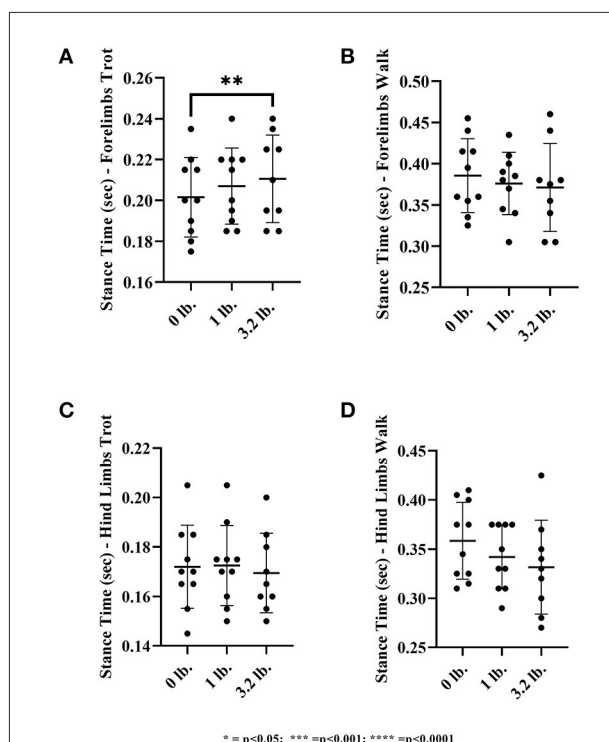 A
B
Stance Time (sec) - Forelimbs Trot
0.26
0.24
0.22
0.20
0.18
0.16
**
0 lb.
1 lb.
3.2 lb.
Stance Time (sec) - Forelimbs Walk
0.50
0.45
0.40
0.35
0.30
0.25
0 lb.
1 lb.
3.2 lb.
C
D
Stance Time (sec) - Hind Limbs Trot
0.22
0.20
0.18
0.16
0.14
0 lb.
1 lb.
3.2 lb.
Stance Time (sec) - Hind Limbs Walk
0.45
0.40
0.35
0.30
0.25
0 lb.
1 lb.
3.2 lb.
* = p<0.05; *** =p<0.001; **** =p<0.0001